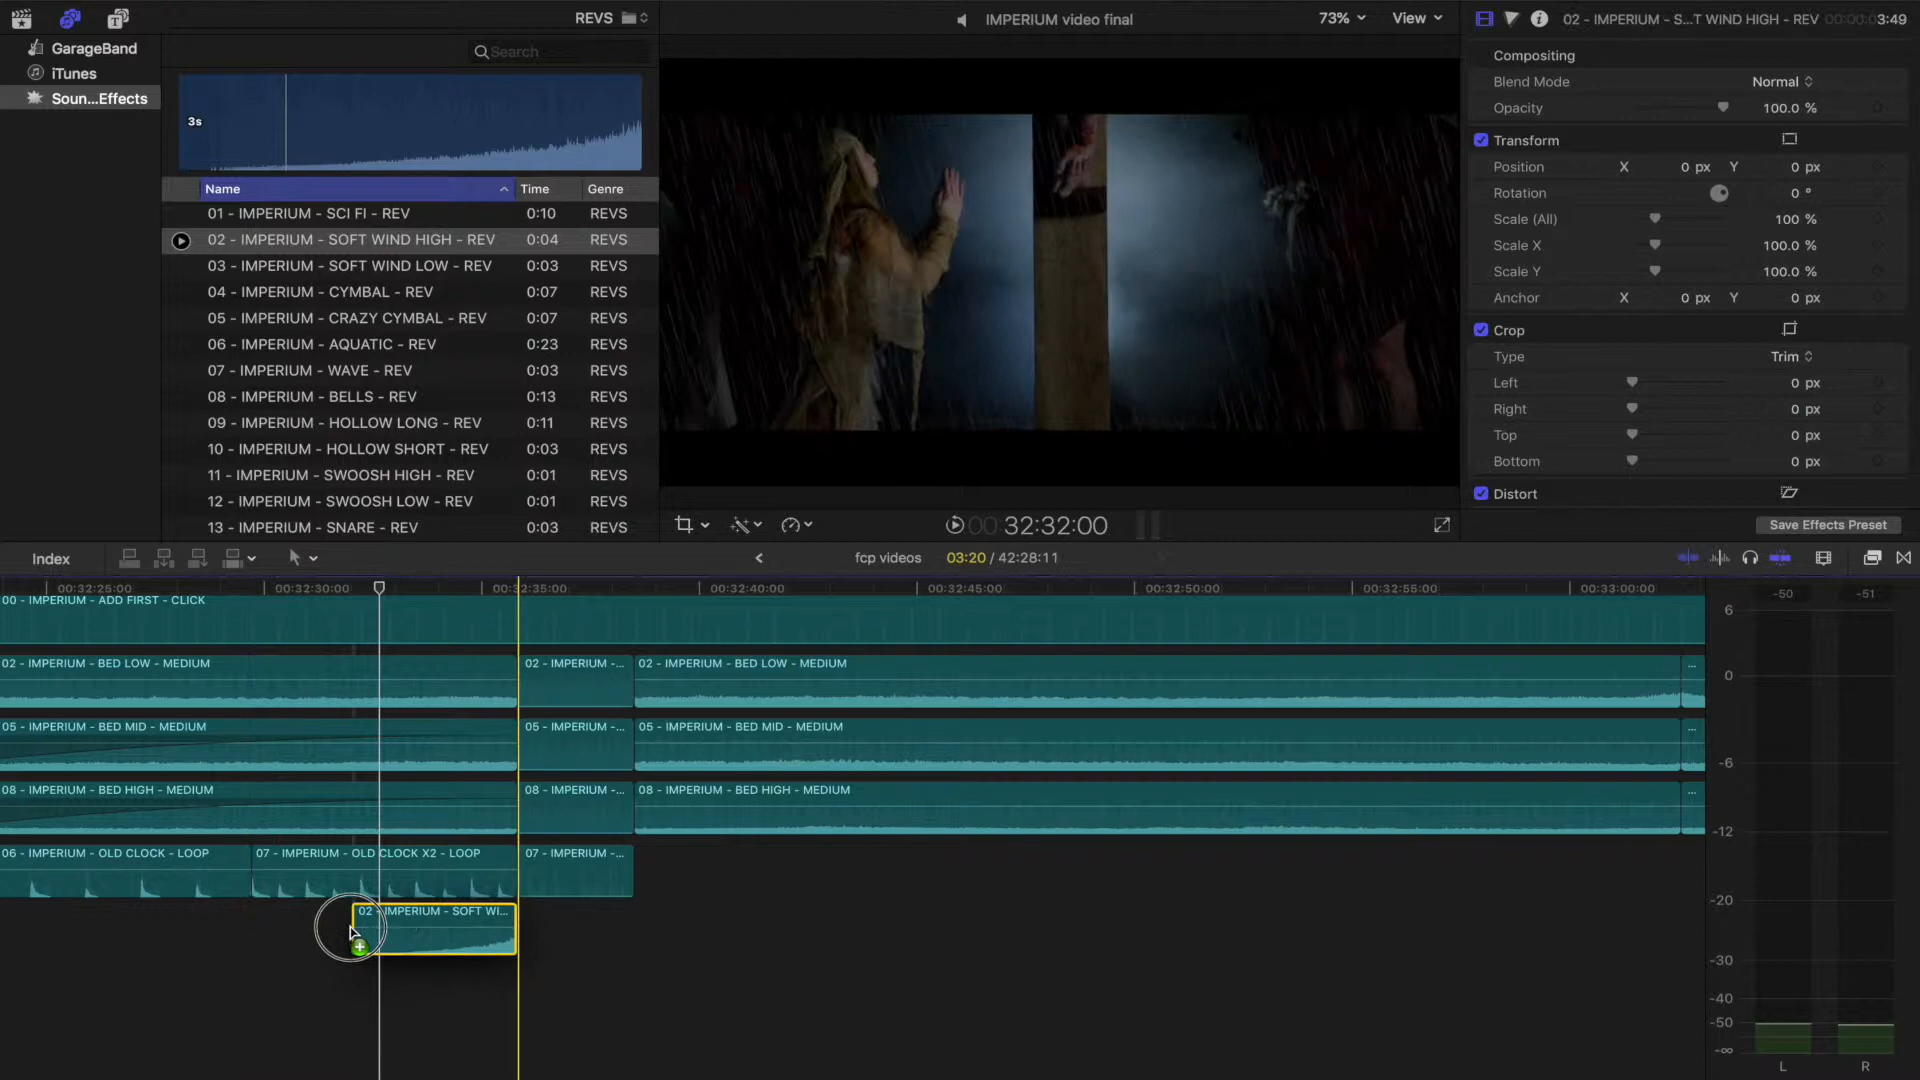 REVS
IMPERIUM video final
73%
View
02 - IMPERIUM - S...T WIND HIGH - REV
00:00:03:49
GarageBand
iTunes
Soun...Effects
Search
3s
Name
Time
Genre
01 - IMPERIUM - SCI FI - REV 0:10 REVS
02 - IMPERIUM - SOFT WIND HIGH - REV 0:04 REVS
03 - IMPERIUM - SOFT WIND LOW - REV 0:03 REVS
04 - IMPERIUM - CYMBAL - REV 0:07 REVS
05 - IMPERIUM - CRAZY CYMBAL - REV 0:07 REVS
06 - IMPERIUM - AQUATIC - REV 0:23 REVS
07 - IMPERIUM - WAVE - REV 0:03 REVS
08 - IMPERIUM - BELLS - REV 0:13 REVS
09 - IMPERIUM - HOLLOW LONG - REV 0:11 REVS
10 - IMPERIUM - HOLLOW SHORT - REV 0:03 REVS
11 - IMPERIUM - SWOOSH HIGH - REV 0:01 REVS
12 - IMPERIUM - SWOOSH LOW - REV 0:01 REVS
13 - IMPERIUM - SNARE - REV 0:03 REVS
Compositing
Blend Mode Normal
Opacity 100.0 %
Transform
Position X 0 px Y 0 px
Rotation 0 °
Scale (All) 100 %
Scale X 100.0 %
Scale Y 100.0 %
Anchor X 0 px Y 0 px
Crop
Type Trim
Left 0 px
Right 0 px
Top 0 px
Bottom 0 px
Distort
Save Effects Preset
00 32:32:00
Index
fcp videos
03:20 / 42:28:11
00:32:25:00 00:32:30:00 00:32:35:00 00:32:40:00 00:32:45:00 00:32:50:00 00:32:55:00 00:33:00:00
00 - IMPERIUM - ADD FIRST - CLICK
02 - IMPERIUM - BED LOW - MEDIUM 02 - IMPERIUM -... 02 - IMPERIUM - BED LOW - MEDIUM ...
05 - IMPERIUM - BED MID - MEDIUM 05 - IMPERIUM -... 05 - IMPERIUM - BED MID - MEDIUM ...
08 - IMPERIUM - BED HIGH - MEDIUM 08 - IMPERIUM -... 08 - IMPERIUM - BED HIGH - MEDIUM ...
06 - IMPERIUM - OLD CLOCK - LOOP 07 - IMPERIUM - OLD CLOCK X2 - LOOP 07 - IMPERIUM -...
02 - IMPERIUM - SOFT WI...
-50 -51
6
0
-6
-12
-20
-30
-40
-50
-∞
L R